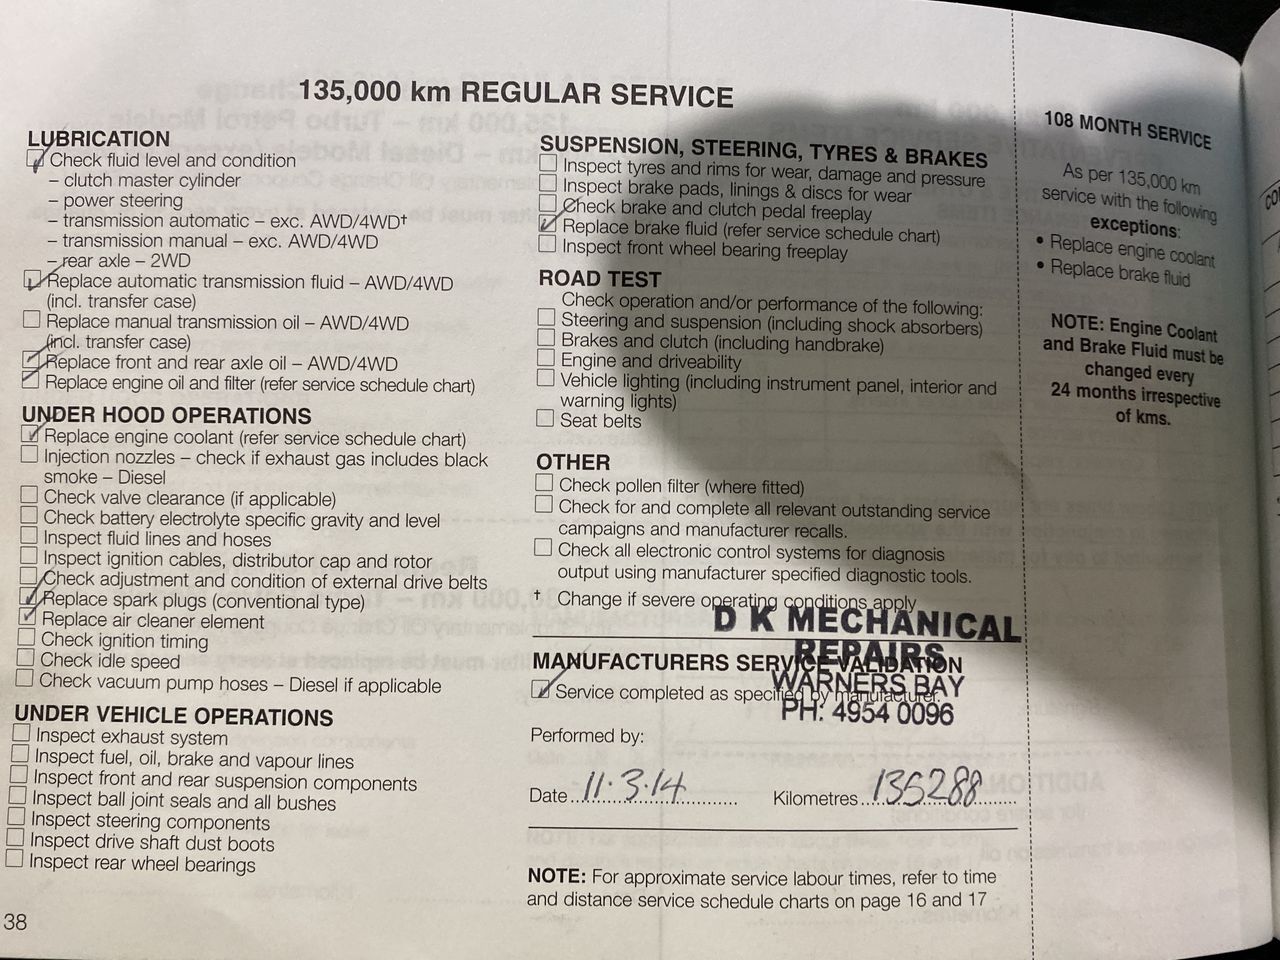 135,000 km REGULAR SERVICE
LUBRICATION
Check fluid level and condition
– clutch master cylinder
– power steering
– transmission automatic – exc. AWD/4WD†
– transmission manual – exc. AWD/4WD
– rear axle – 2WD
Replace automatic transmission fluid – AWD/4WD
(incl. transfer case)
Replace manual transmission oil – AWD/4WD
(incl. transfer case)
Replace front and rear axle oil – AWD/4WD
Replace engine oil and filter (refer service schedule chart)
UNDER HOOD OPERATIONS
Replace engine coolant (refer service schedule chart)
Injection nozzles – check if exhaust gas includes black
smoke – Diesel
Check valve clearance (if applicable)
Check battery electrolyte specific gravity and level
Inspect fluid lines and hoses
Inspect ignition cables, distributor cap and rotor
Check adjustment and condition of external drive belts
Replace spark plugs (conventional type)
Replace air cleaner element
Check ignition timing
Check idle speed
Check vacuum pump hoses – Diesel if applicable
UNDER VEHICLE OPERATIONS
Inspect exhaust system
Inspect fuel, oil, brake and vapour lines
Inspect front and rear suspension components
Inspect ball joint seals and all bushes
Inspect steering components
Inspect drive shaft dust boots
Inspect rear wheel bearings
38
SUSPENSION, STEERING, TYRES & BRAKES
Inspect tyres and rims for wear, damage and pressure
Inspect brake pads, linings & discs for wear
Check brake and clutch pedal freeplay
Replace brake fluid (refer service schedule chart)
Inspect front wheel bearing freeplay
ROAD TEST
Check operation and/or performance of the following:
Steering and suspension (including shock absorbers)
Brakes and clutch (including handbrake)
Engine and driveability
Vehicle lighting (including instrument panel, interior and
warning lights)
Seat belts
OTHER
Check pollen filter (where fitted)
Check for and complete all relevant outstanding service
campaigns and manufacturer recalls.
Check all electronic control systems for diagnosis
output using manufacturer specified diagnostic tools.
† Change if severe operating conditions apply
D K MECHANICAL
REPAIRS
MANUFACTURERS SERVICE VALIDATION
WARNERS BAY
Service completed as specified by manufacturer.
PH: 4954 0096
Performed by:
Date 11.3.14 Kilometres 135288
NOTE: For approximate service labour times, refer to time
and distance service schedule charts on page 16 and 17
108 MONTH SERVICE
As per 135,000 km
service with the following
exceptions:
• Replace engine coolant
• Replace brake fluid
NOTE: Engine Coolant
and Brake Fluid must be
changed every
24 months irrespective
of kms.